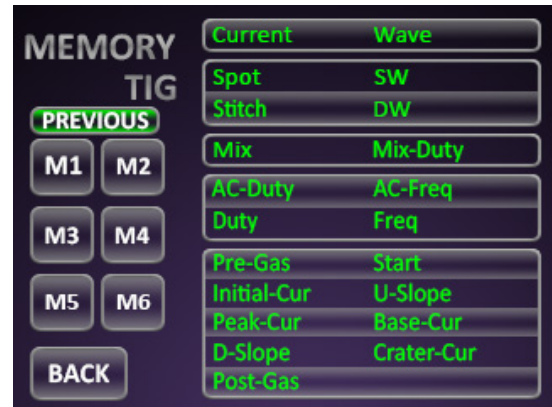 MEMORY
TIG
PREVIOUS
M1 M2
M3 M4
M5 M6
BACK
Current Wave
Spot SW
Stitch DW
Mix Mix-Duty
AC-Duty AC-Freq
Duty Freq
Pre-Gas Start
Initial-Cur U-Slope
Peak-Cur Base-Cur
D-Slope Crater-Cur
Post-Gas